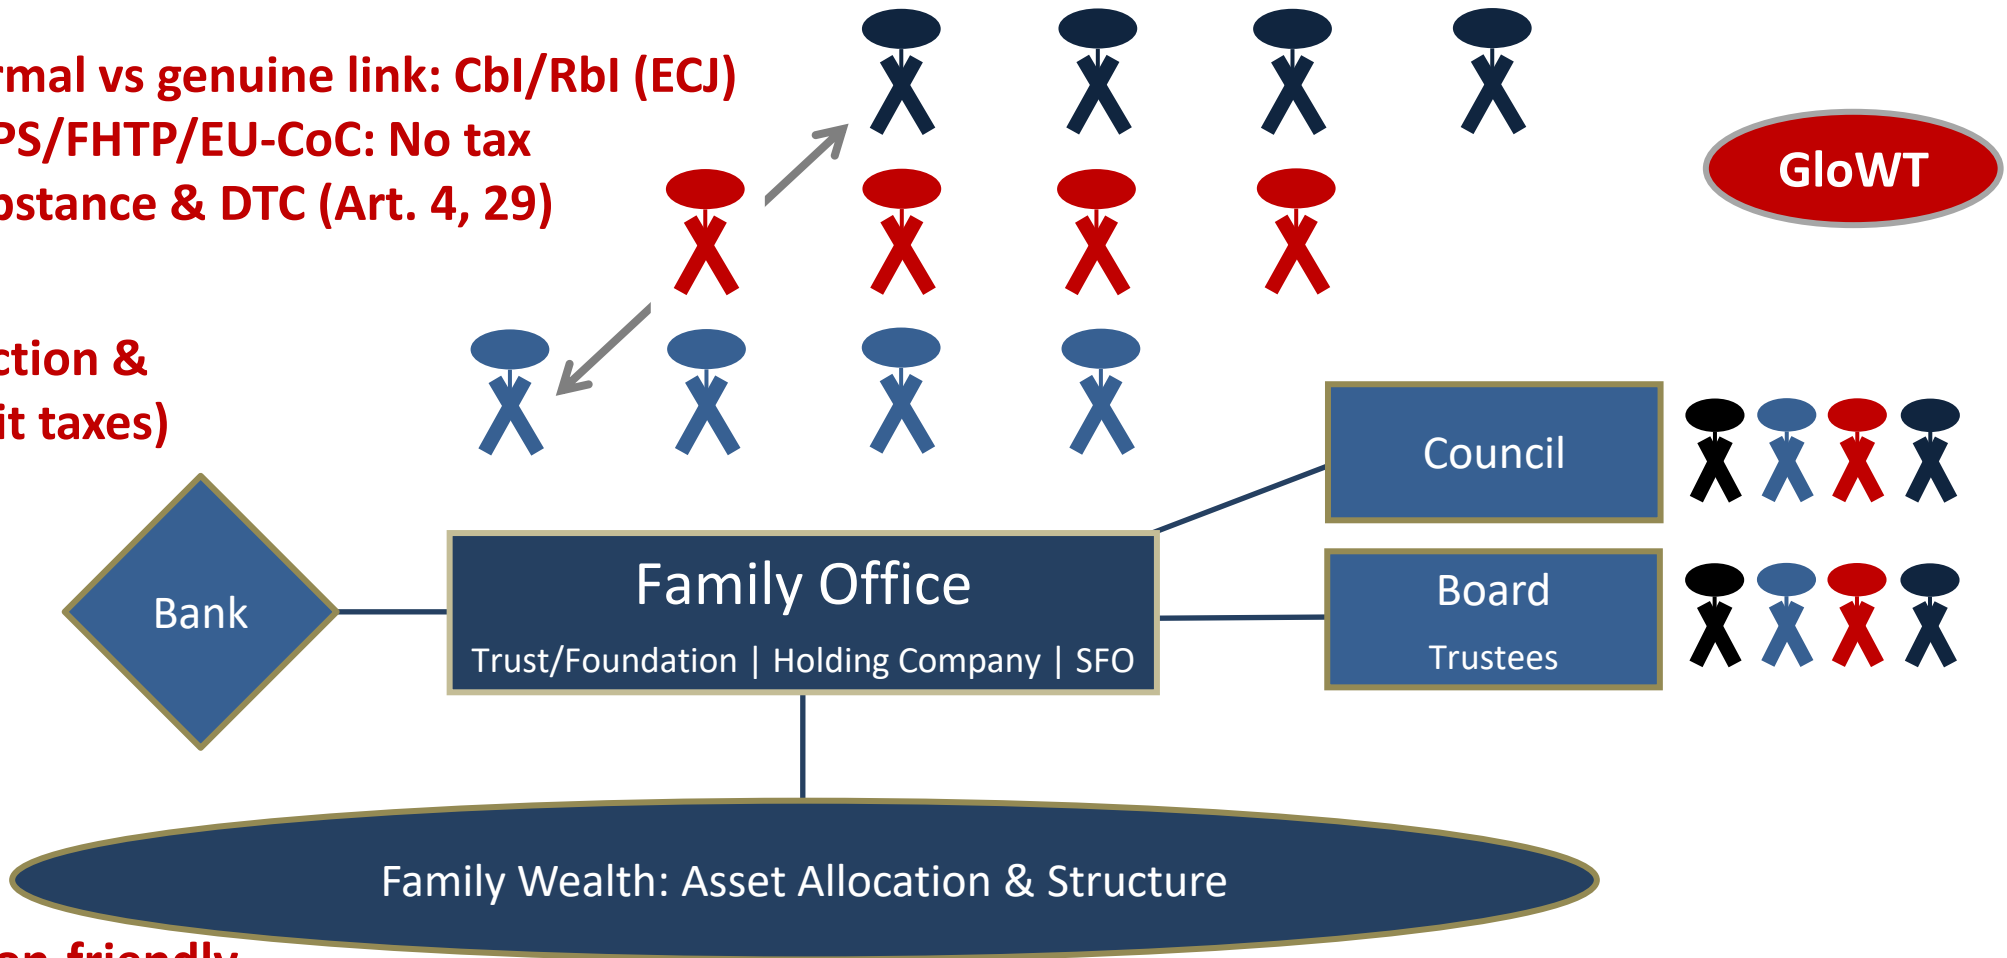 rmal vs genuine link: CbI/RbI (ECJ)
PS/FHTP/EU-CoC: No tax
bstance & DTC (Art. 4, 29)
GloWT
ction &
it taxes)
Council
Bank
Family Office
Trust/Foundation | Holding Company | SFO
Board
Trustees
Family Wealth: Asset Allocation & Structure
on-friendly